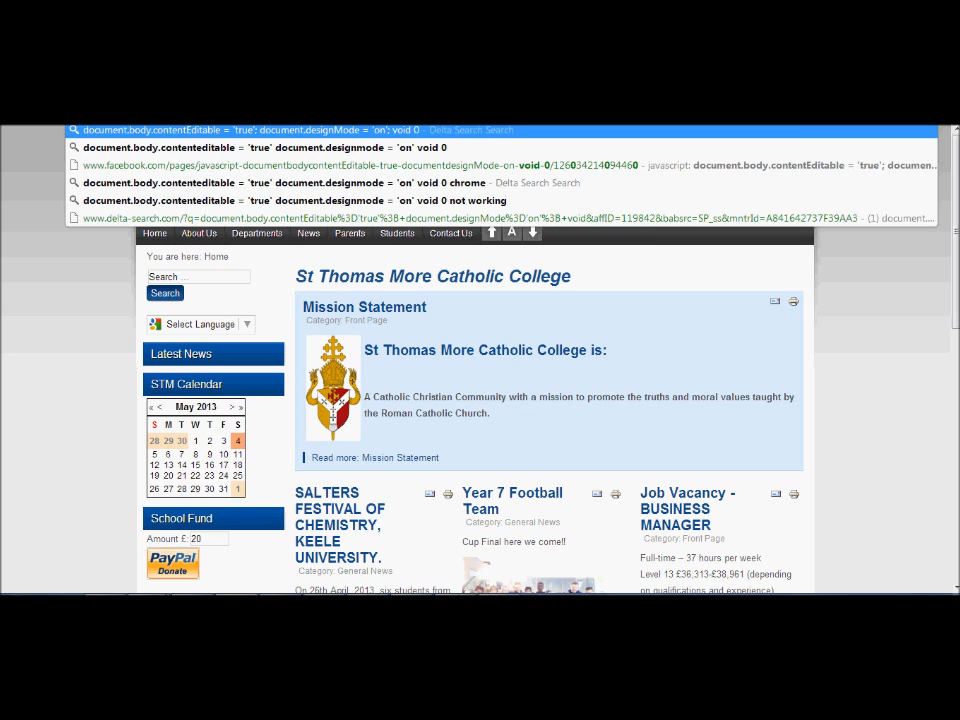 document.body.contentEditable = 'true'; document.designMode = 'on'; void 0 - Delta Search Search
document.body.contenteditable = 'true' document.designmode = 'on' void 0
www.facebook.com/pages/javascript-documentbodycontentEditable-true-documentdesignMode-on-void-0/126034214094460 - javascript: document.body.contentEditable = 'true'; documen...
document.body.contenteditable = 'true' document.designmode = 'on' void 0 chrome - Delta Search Search
document.body.contenteditable = 'true' document.designmode = 'on' void 0 not working
www.delta-search.com/?q=document.body.contentEditable%3D'true'%3B+document.designMode%3D'on'%3B+void&affID=119842&babsrc=SP_ss&mntrId=A841642737F39AA3 - (1) document....
Home About Us Departments News Parents Students Contact Us A
You are here: Home
Search ...
Search
Select Language ▼
Latest News
STM Calendar
« < May 2013 > »
S M T W T F S
28 29 30 1 2 3 4
5 6 7 8 9 10 11
12 13 14 15 16 17 18
19 20 21 22 23 24 25
26 27 28 29 30 31 1
School Fund
Amount £: 20
PayPal
Donate
St Thomas More Catholic College
Mission Statement
Category: Front Page
St Thomas More Catholic College is:
A Catholic Christian Community with a mission to promote the truths and moral values taught by
the Roman Catholic Church.
Read more: Mission Statement
SALTERS
FESTIVAL OF
CHEMISTRY,
KEELE
UNIVERSITY.
Category: General News
On 26th April, 2013, six students from
Year 7 Football
Team
Category: General News
Cup Final here we come!!
Job Vacancy -
BUSINESS
MANAGER
Category: Front Page
Full-time – 37 hours per week
Level 13 £36,313-£38,961 (depending
on qualifications and experience)